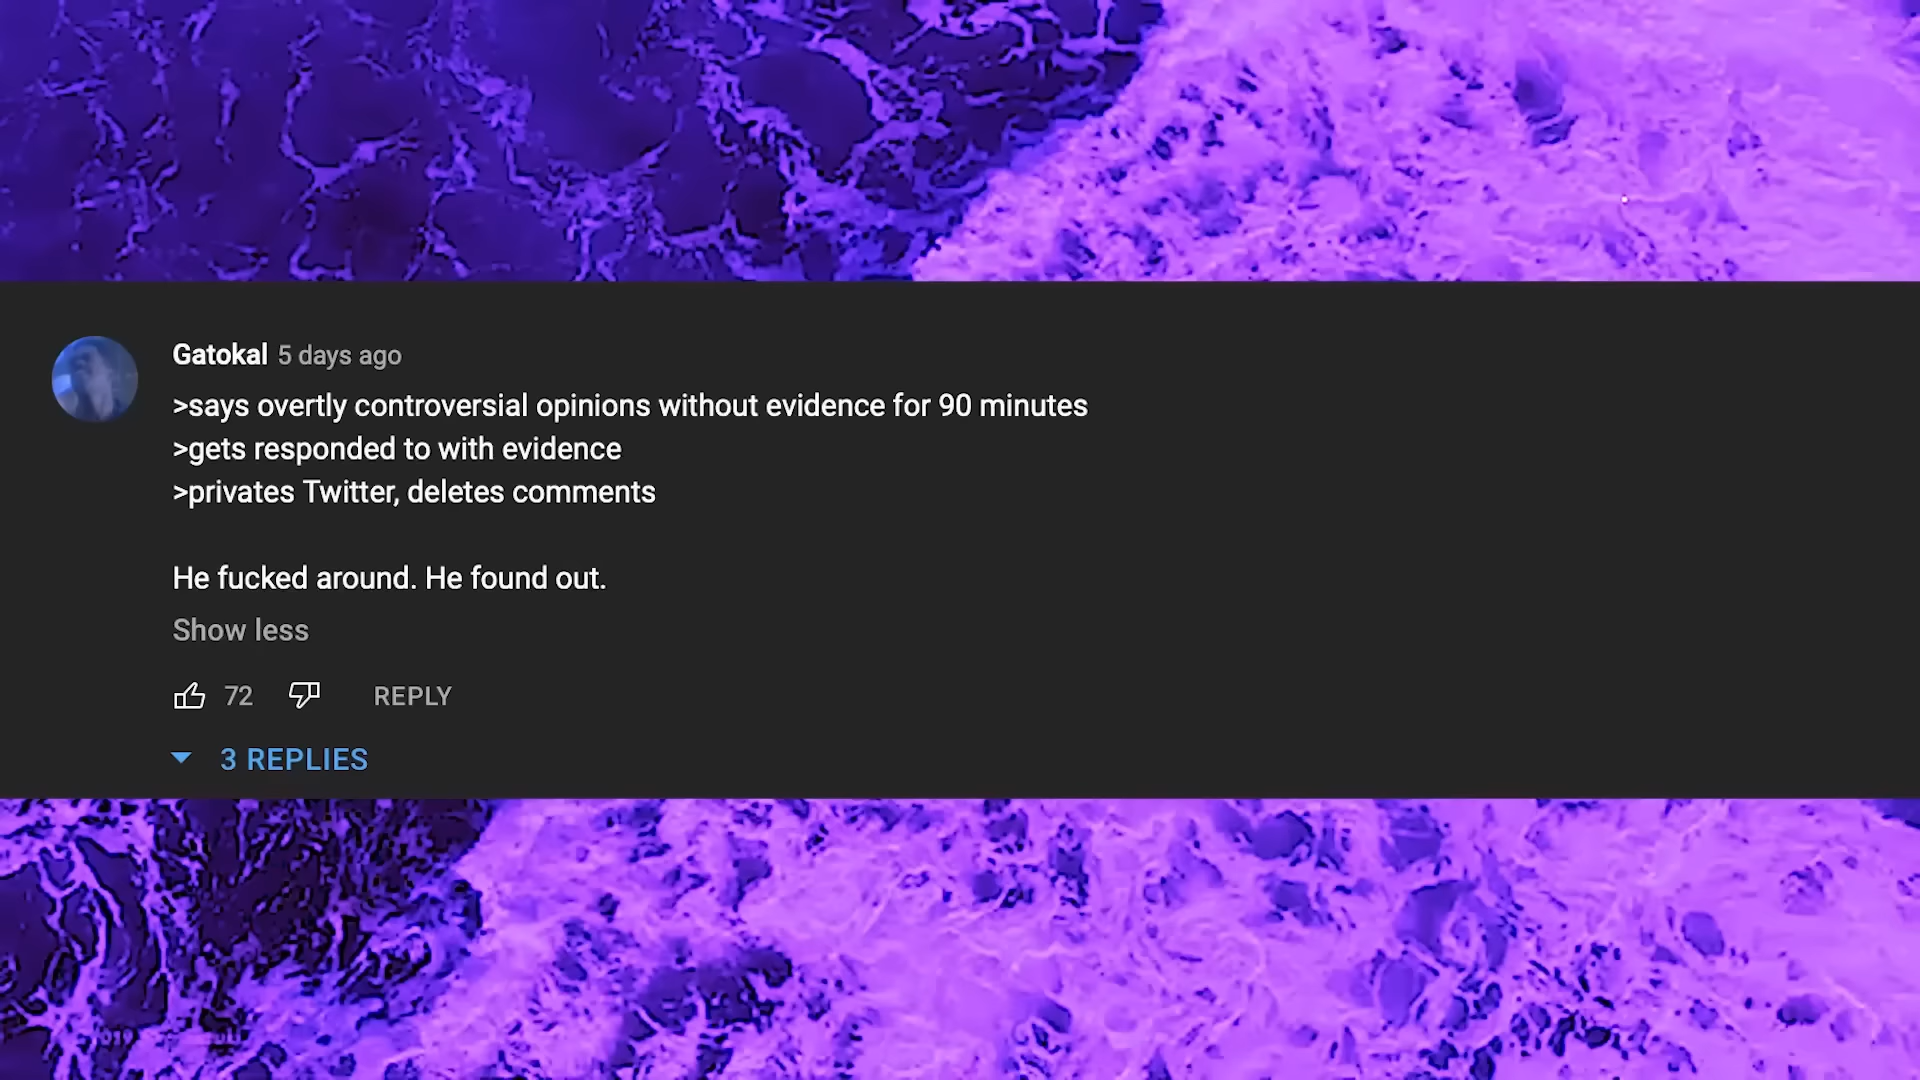 Gatokal 5 days ago
>says overtly controversial opinions without evidence for 90 minutes
>gets responded to with evidence
>privates Twitter, deletes comments
He fucked around. He found out.
Show less
72 REPLY
3 REPLIES